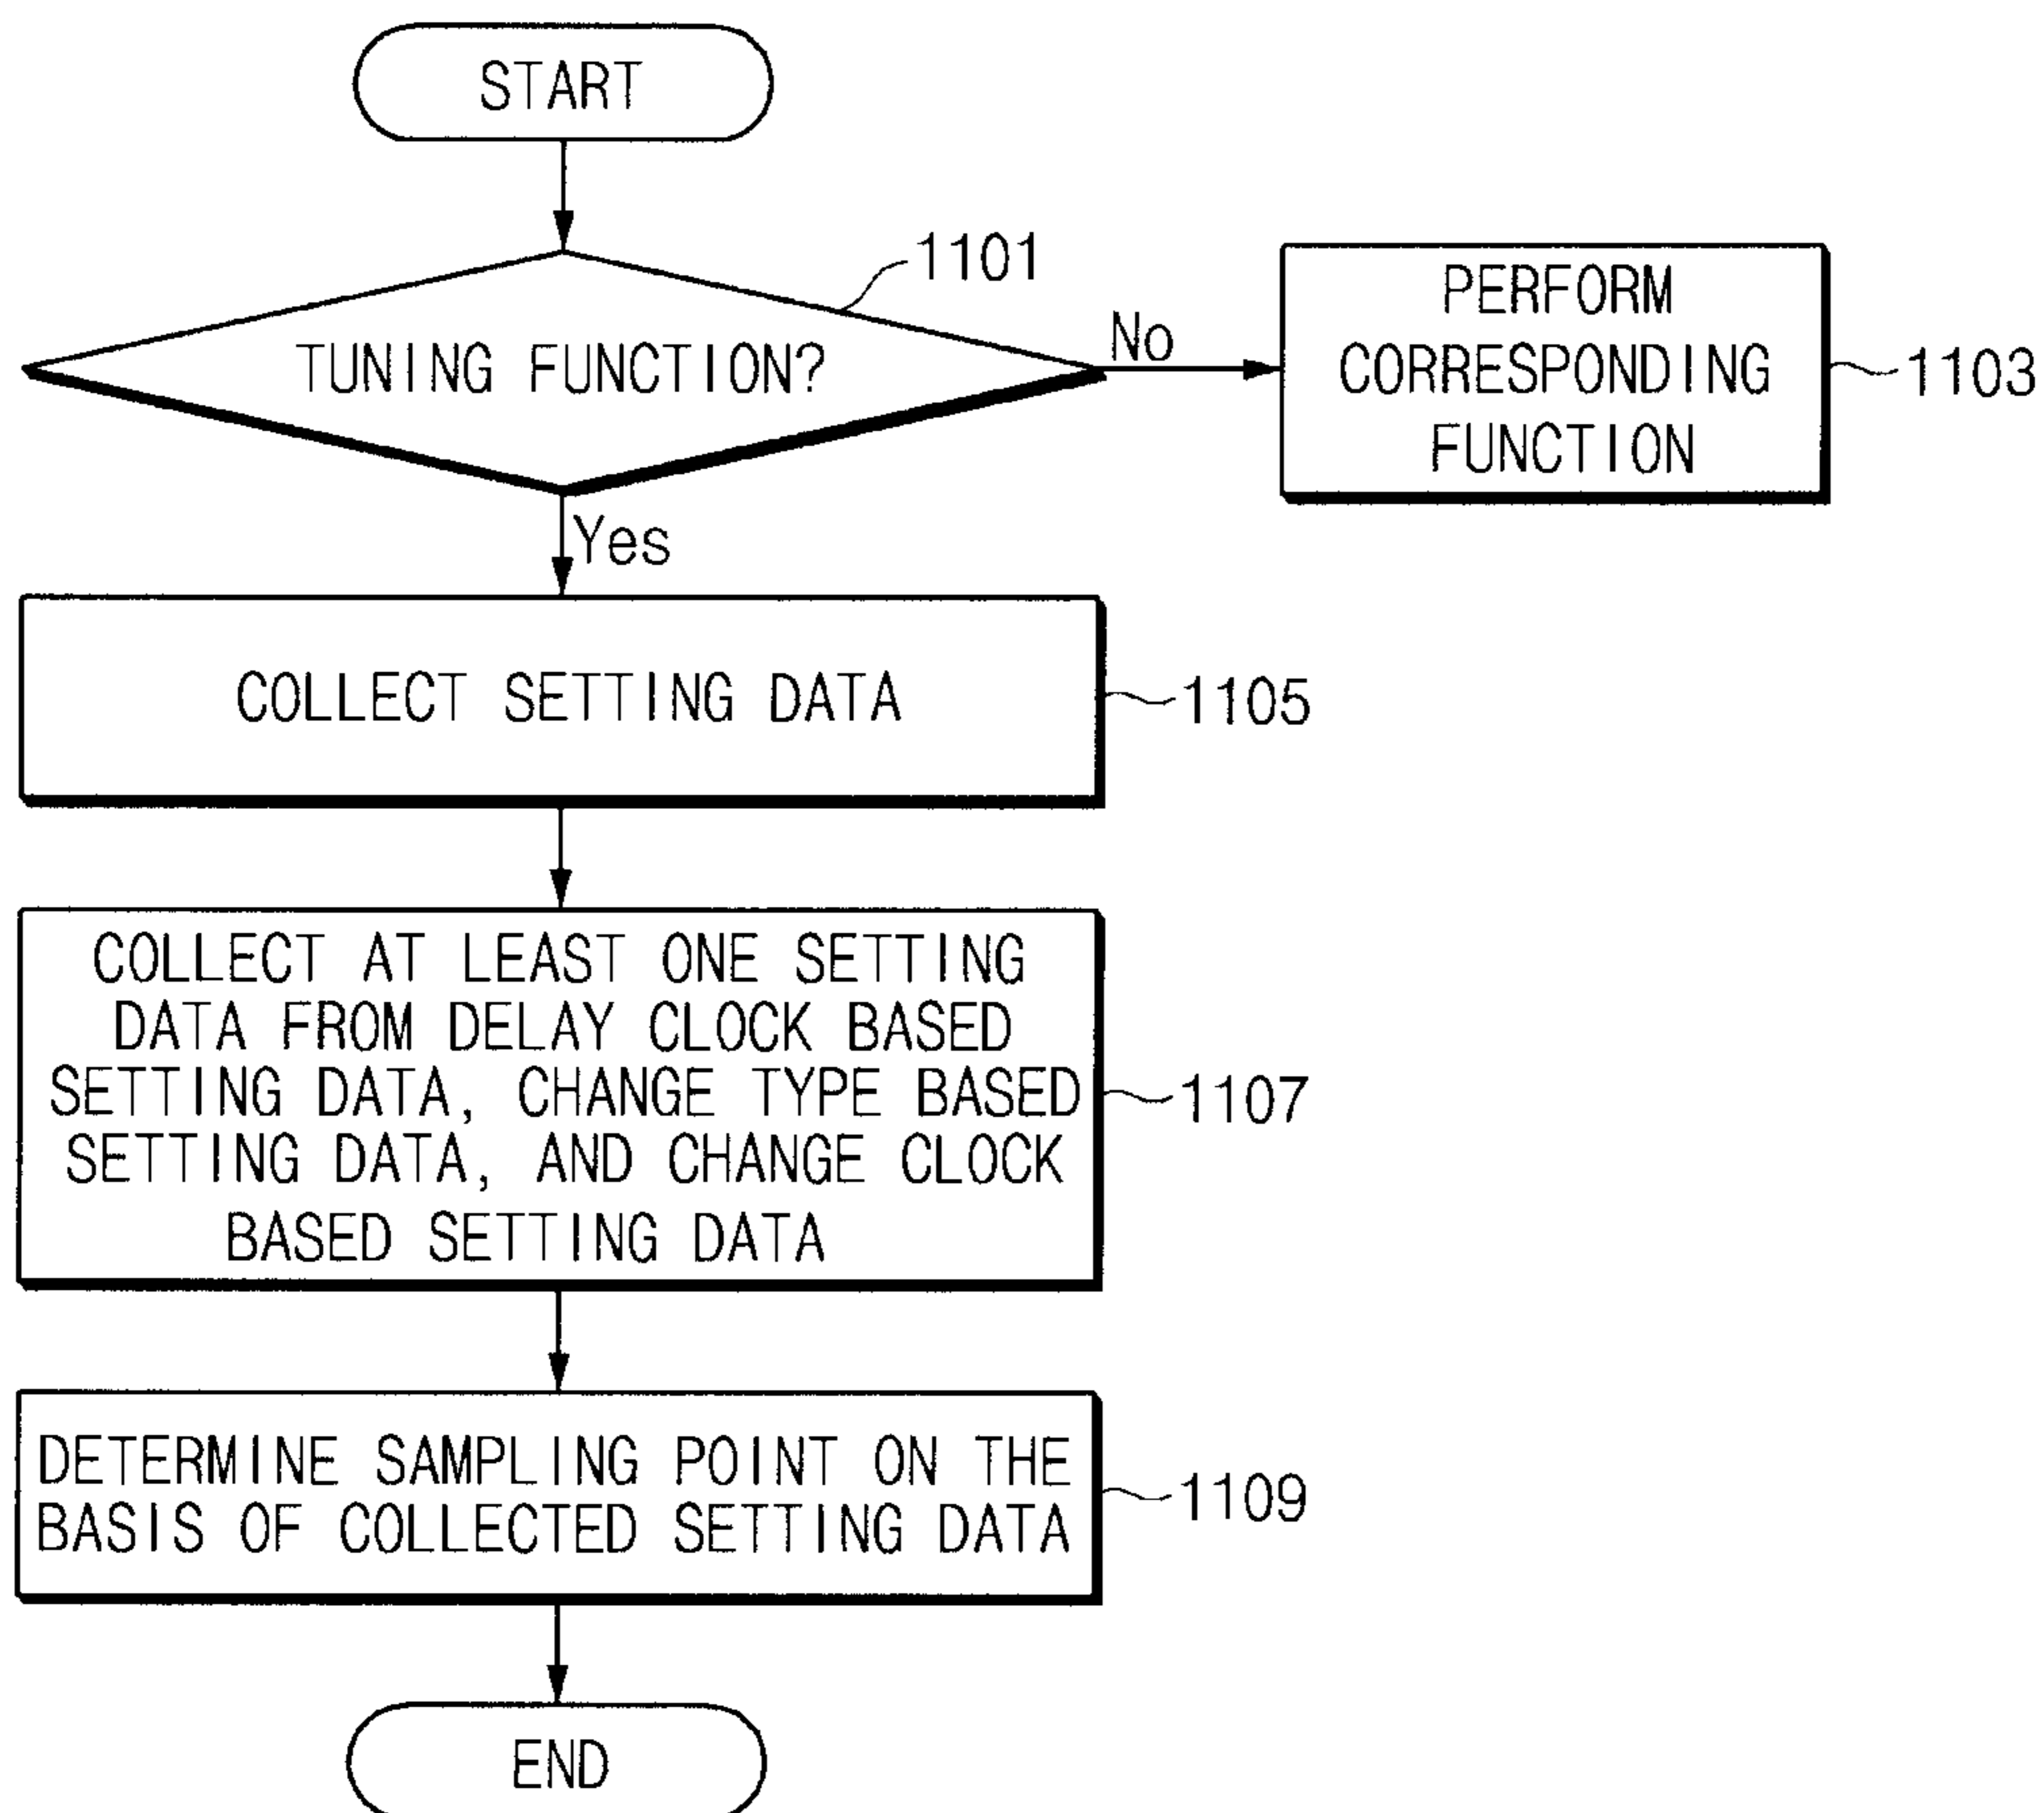 START
1101
TUNING FUNCTION?
No
PERFORM
CORRESPONDING
FUNCTION
1103
Yes
COLLECT SETTING DATA
1105
COLLECT AT LEAST ONE SETTING
DATA FROM DELAY CLOCK BASED
SETTING DATA, CHANGE TYPE BASED
SETTING DATA, AND CHANGE CLOCK
BASED SETTING DATA
1107
DETERMINE SAMPLING POINT ON THE
BASIS OF COLLECTED SETTING DATA
1109
END